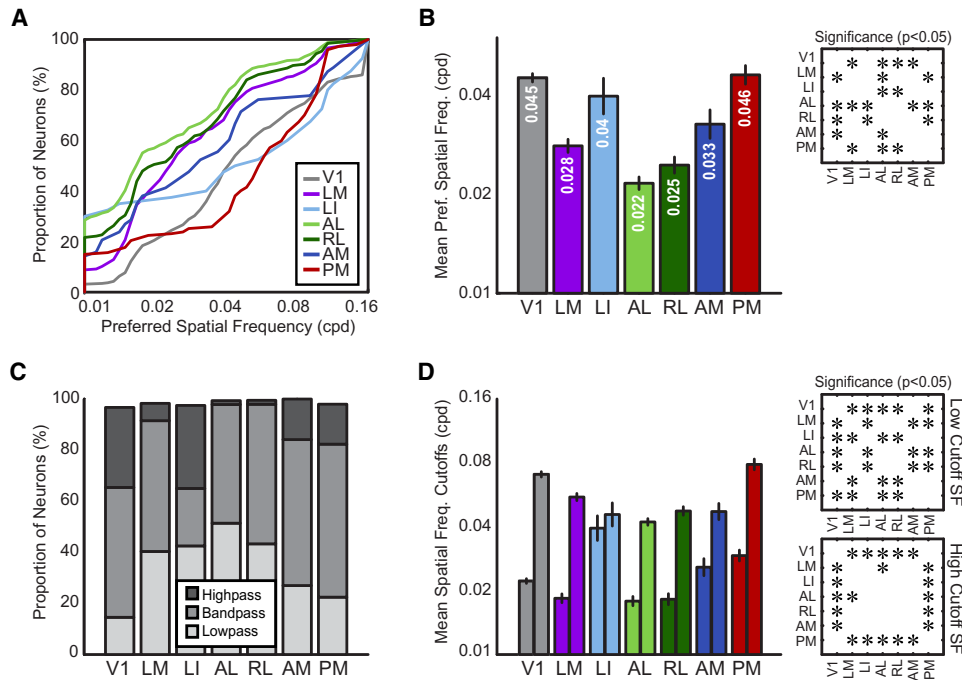 A
Proportion of Neurons (%)
100
80
60
40
20
0
0.01
0.02
0.04
0.08
0.16
Preferred Spatial Frequency (cpd)
V1
LM
LI
AL
RL
AM
PM
B
Mean Pref. Spatial Freq. (cpd)
0.04
0.02
0.01
0.045
0.028
0.04
0.022
0.025
0.033
0.046
V1 LM LI AL RL AM PM
Significance (p<0.05)
V1 * * *
LM * * *
LI * *
AL * * * * *
RL * * *
AM * *
PM * * *
V1 LM LI AL RL AM PM
C
Proportion of Neurons (%)
100
80
60
40
20
0
Highpass
Bandpass
Lowpass
V1 LM LI AL RL AM PM
D
Mean Spatial Freq. Cutoffs (cpd)
0.16
0.08
0.04
0.02
0.01
V1 LM LI AL RL AM PM
Significance (p<0.05)
V1 * * * * *
LM * * * *
LI * * * *
AL * * * *
RL * * * *
AM * * *
PM * * * *
V1 LM LI AL RL AM PM
Low Cutoff SF
V1 * * * * * *
LM * * *
LI * *
AL * * *
RL * *
AM * *
PM * * * * * *
V1 LM LI AL RL AM PM
High Cutoff SF